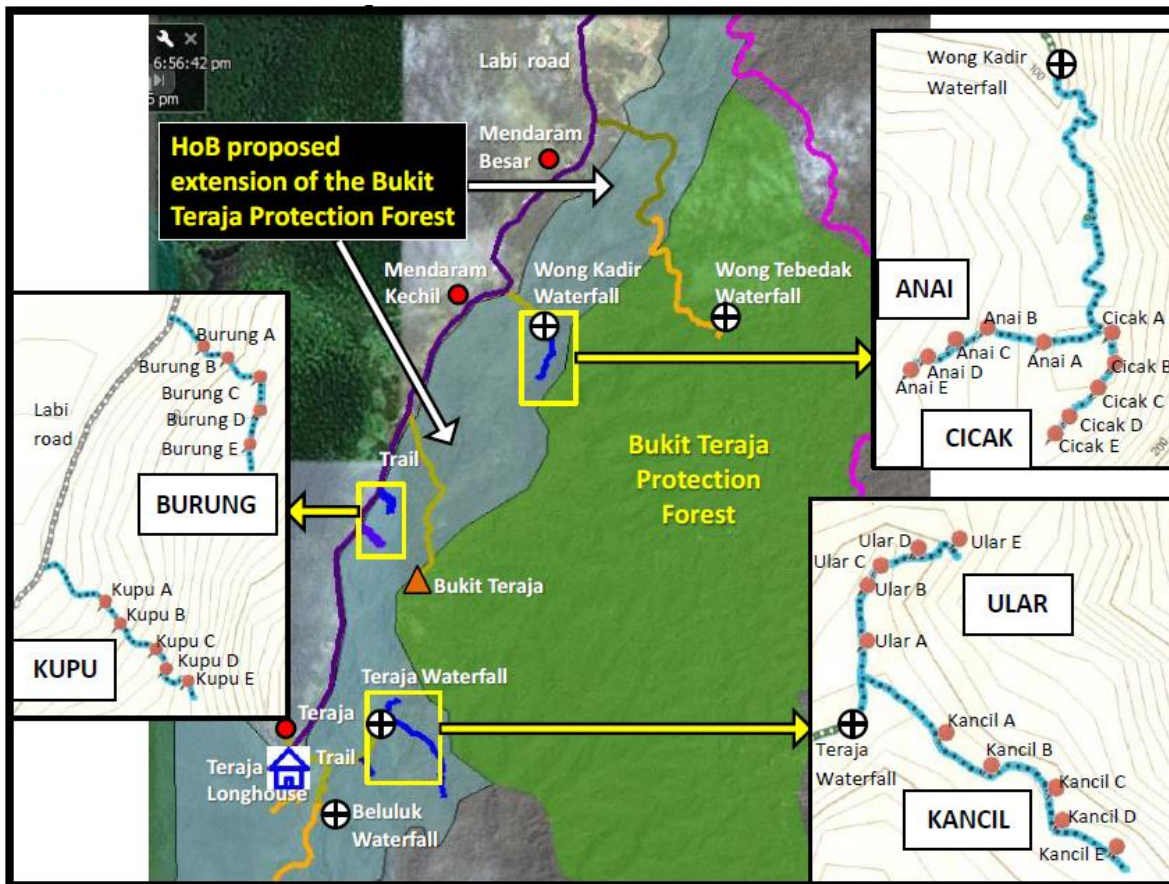 6:56:42 pm
5 pm
Labi road
Mendaram
Besar
HoB proposed
extension of the Bukit
Teraja Protection Forest
Mendaram
Kechil
Wong Kadir
Waterfall
Wong Tebedak
Waterfall
Trail
Bukit Teraja
Protection
Forest
Bukit Teraja
Teraja Waterfall
Teraja
Trail
Teraja
Longhouse
Beluluk
Waterfall
Burung A
Burung B
Burung C
Burung D
Burung E
Labi
road
BURUNG
Kupu A
Kupu B
Kupu C
Kupu D
Kupu E
KUPU
Wong Kadir
Waterfall
100
ANAI
Anai B
Cicak A
Anai C
Anai A
Anai D
Anai E
Cicak B
Cicak C
Cicak D
Cicak E
CICAK
200
Ular D
Ular E
Ular C
Ular B
ULAR
Ular A
Kancil A
Teraja
Waterfall
Kancil B
Kancil C
Kancil D
KANCIL
Kancil E